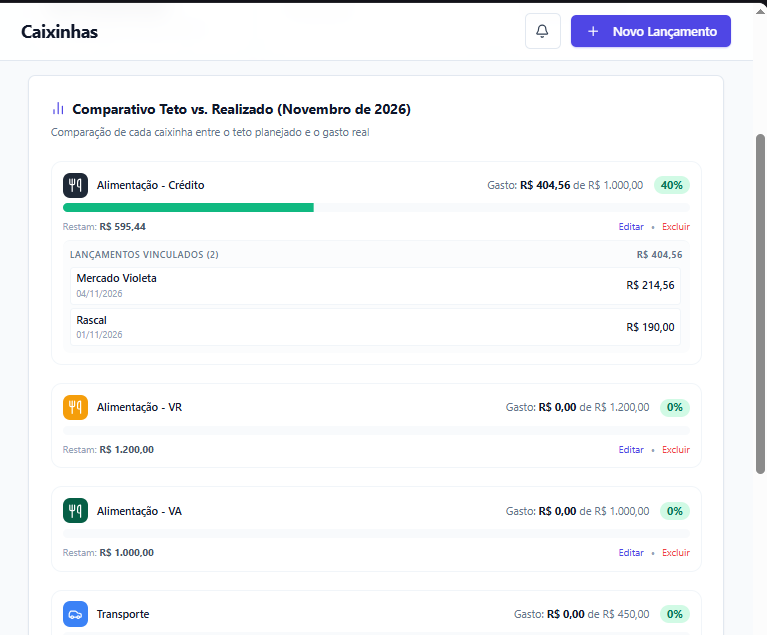 Caixinhas
+ Novo Lançamento
Comparativo Teto vs. Realizado (Novembro de 2026)
Comparação de cada caixinha entre o teto planejado e o gasto real
Alimentação - Crédito Gasto: R$ 404,56 de R$ 1.000,00 40%
Restam: R$ 595,44 Editar • Excluir
LANÇAMENTOS VINCULADOS (2) R$ 404,56
Mercado Violeta
04/11/2026
R$ 214,56
Rascal
01/11/2026
R$ 190,00
Alimentação - VR Gasto: R$ 0,00 de R$ 1.200,00 0%
Restam: R$ 1.200,00 Editar • Excluir
Alimentação - VA Gasto: R$ 0,00 de R$ 1.000,00 0%
Restam: R$ 1.000,00 Editar • Excluir
Transporte Gasto: R$ 0,00 de R$ 450,00 0%